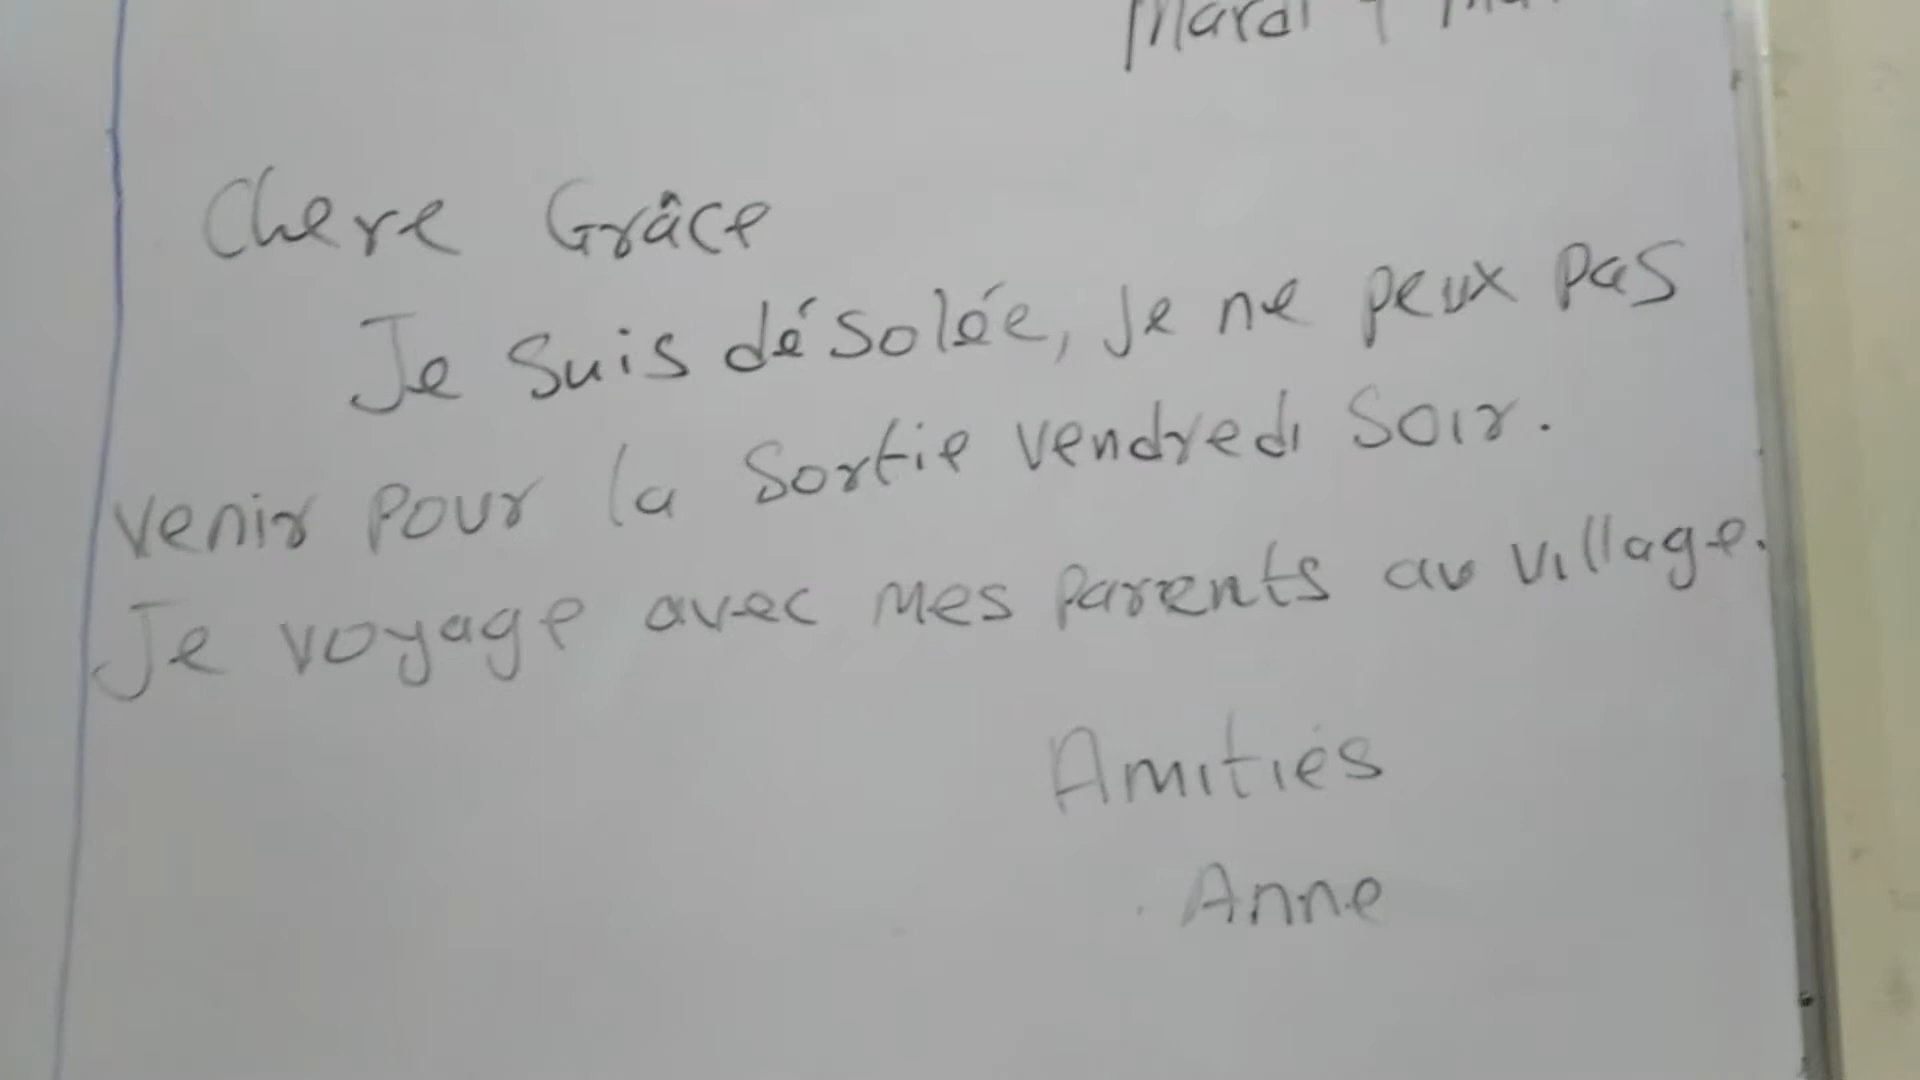 Mardi
Chere Grâce
Je suis désolée, je ne peux pas
venir pour la sortie vendredi soir.
Je voyage avec mes parents au village.
Amitiés
Anne